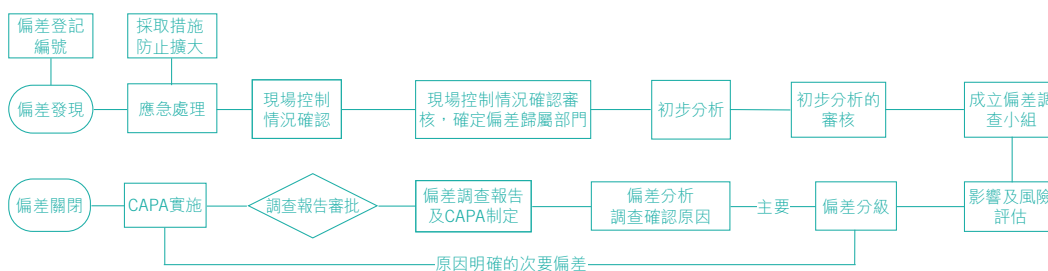 偏差登記
編號
採取措施
防止擴大
偏差發現
應急處理
現場控制
情況確認
現場控制情況確認審
核，確定偏差歸屬部門
初步分析
初步分析的
審核
成立偏差調
查小組
偏差關閉
CAPA實施
調查報告審批
偏差調查報告
及CAPA制定
偏差分析
調查確認原因
主要
偏差分級
影響及風險
評估
原因明確的次要偏差